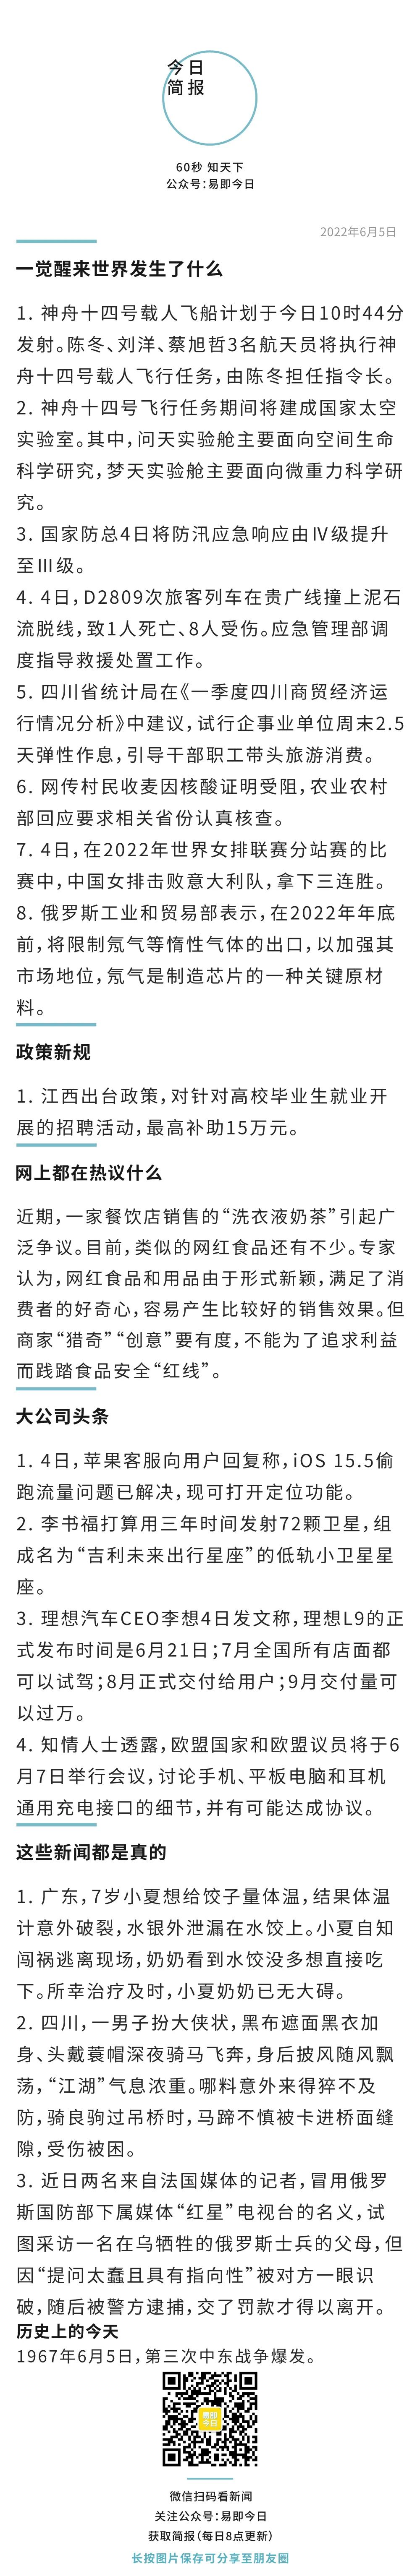 今日
简报
60秒 知天下
公众号：易即今日
2022年6月5日
一觉醒来世界发生了什么
1. 神舟十四号载人飞船计划于今日10时44分
发射。陈冬、刘洋、蔡旭哲3名航天员将执行神
舟十四号载人飞行任务，由陈冬担任指令长。
2. 神舟十四号飞行任务期间将建成国家太空
实验室。其中，问天实验舱主要面向空间生命
科学研究，梦天实验舱主要面向微重力科学研
究。
3. 国家防总4日将防汛应急响应由Ⅳ级提升
至Ⅲ级。
4. 4日，D2809次旅客列车在贵广线撞上泥石
流脱线，致1人死亡、8人受伤。应急管理部调
度指导救援处置工作。
5. 四川省统计局在《一季度四川商贸经济运
行情况分析》中建议，试行企事业单位周末2.5
天弹性作息，引导干部职工带头旅游消费。
6. 网传村民收麦因核酸证明受阻，农业农村
部回应要求相关省份认真核查。
7. 4日，在2022年世界女排联赛分站赛的比
赛中，中国女排击败意大利队，拿下三连胜。
8. 俄罗斯工业和贸易部表示，在2022年年底
前，将限制氖气等惰性气体的出口，以加强其
市场地位，氖气是制造芯片的一种关键原材
料。
政策新规
1. 江西出台政策，对针对高校毕业生就业开
展的招聘活动，最高补助15万元。
网上都在热议什么
近期，一家餐饮店销售的“洗衣液奶茶”引起广
泛争议。目前，类似的网红食品还有不少。专家
认为，网红食品和用品由于形式新颖，满足了消
费者的好奇心，容易产生比较好的销售效果。但
商家“猎奇”“创意”要有度，不能为了追求利益
而践踏食品安全“红线”。
大公司头条
1. 4日，苹果客服向用户回复称，iOS 15.5偷
跑流量问题已解决，现可打开定位功能。
2. 李书福打算用三年时间发射72颗卫星，组
成名为“吉利未来出行星座”的低轨小卫星星
座。
3. 理想汽车CEO李想4日发文称，理想L9的正
式发布时间是6月21日；7月全国所有店面都
可以试驾；8月正式交付给用户；9月交付量可
以过万。
4. 知情人士透露，欧盟国家和欧盟议员将于6
月7日举行会议，讨论手机、平板电脑和耳机
通用充电接口的细节，并有可能达成协议。
这些新闻都是真的
1. 广东，7岁小夏想给饺子量体温，结果体温
计意外破裂，水银外泄漏在水饺上。小夏自知
闯祸逃离现场，奶奶看到水饺没多想直接吃
下。所幸治疗及时，小夏奶奶已无大碍。
2. 四川，一男子扮大侠状，黑布遮面黑衣加
身、头戴蓑帽深夜骑马飞奔，身后披风随风飘
荡，“江湖”气息浓重。哪料意外来得猝不及
防，骑良驹过吊桥时，马蹄不慎被卡进桥面缝
隙，受伤被困。
3. 近日两名来自法国媒体的记者，冒用俄罗
斯国防部下属媒体“红星”电视台的名义，试
图采访一名在乌牺牲的俄罗斯士兵的父母，但
因“提问太蠢且具有指向性”被对方一眼识
破，随后被警方逮捕，交了罚款才得以离开。
历史上的今天
1967年6月5日，第三次中东战争爆发。
易即
今日
微信扫码看新闻
关注公众号：易即今日
获取简报（每日8点更新）
长按图片保存可分享至朋友圈